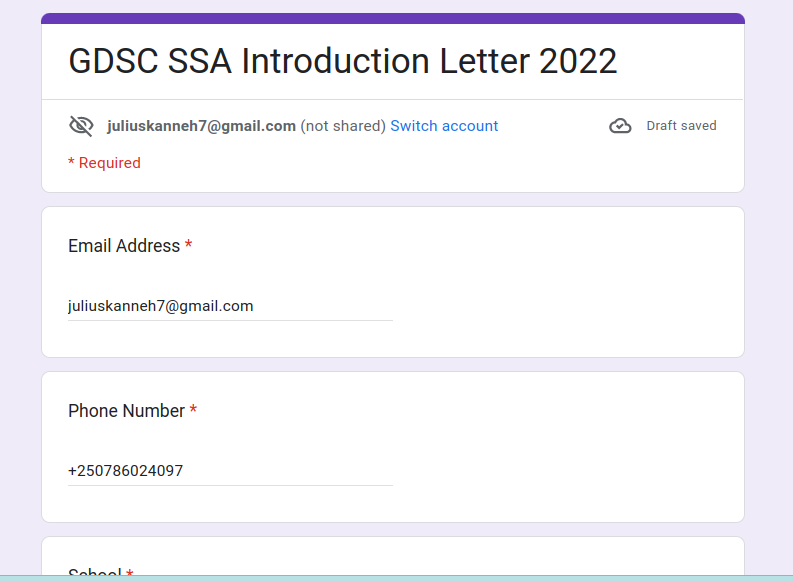 GDSC SSA Introduction Letter 2022
juliuskanneh7@gmail.com (not shared) Switch account
Draft saved
* Required
Email Address *
juliuskanneh7@gmail.com
Phone Number *
+250786024097
School *